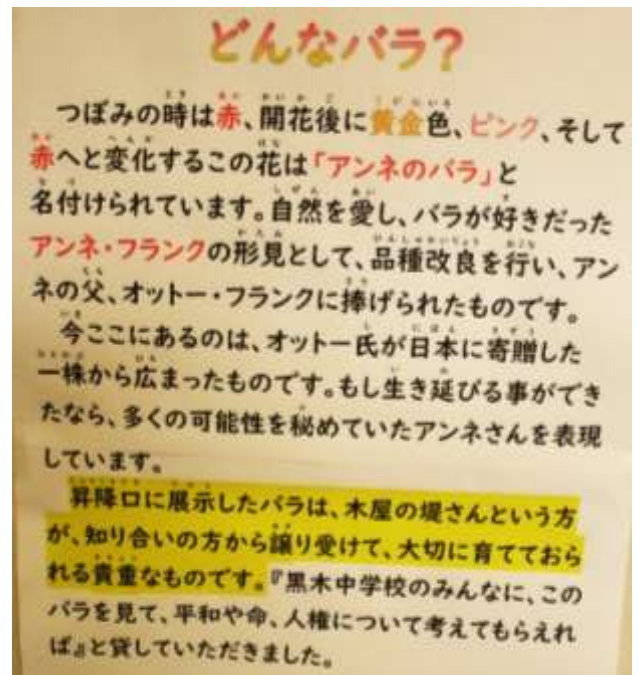 どんなバラ?
つぼみの時は赤、開花後に黄金色、ピンク、そして
赤へと変化するこの花は「アンネのバラ」と
名付けられています。自然を愛し、バラが好きだった
アンネ・フランクの形見として、品種改良を行い、アン
ネの父、オットー・フランクに捧げられたものです。
今ここにあるのは、オットー氏が日本に寄贈した
一株から広まったものです。もし生き延びる事ができ
たなら、多くの可能性を秘めていたアンネさんを表現
しています。
昇降口に展示したバラは、木屋の堤さんという方
が、知り合いの方から譲り受けて、大切に育てておら
れる貴重なものです。『黒木中学校のみんなに、この
バラを見て、平和や命、人権について考えてもらえれ
ば』と貸していただきました。